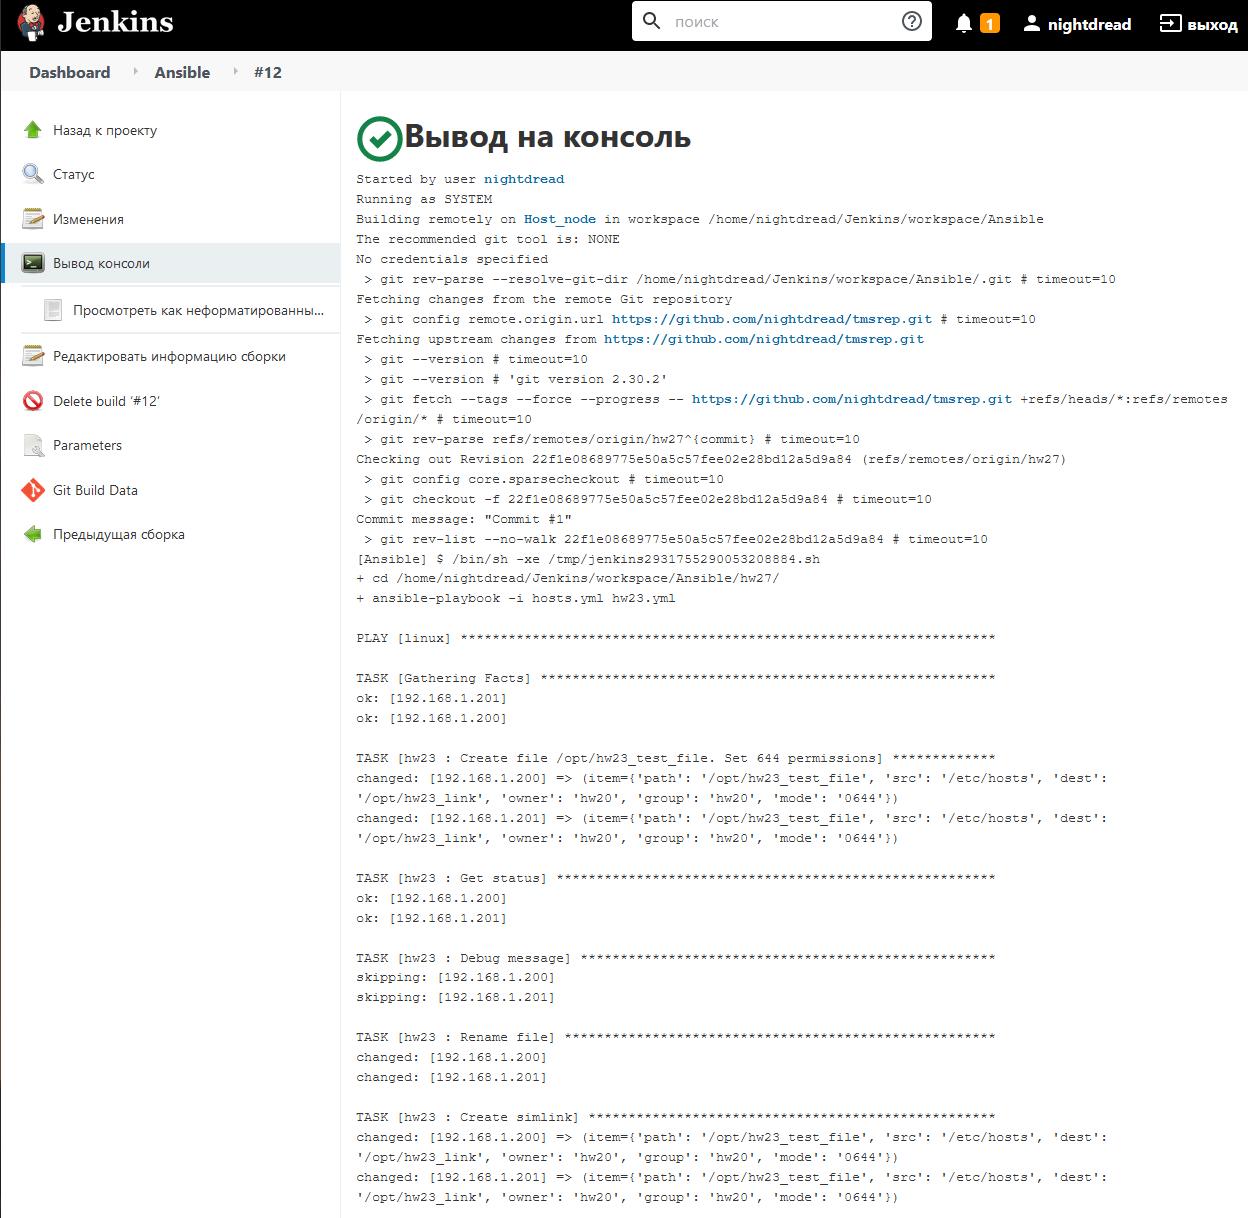 Jenkins
поиск
1
nightdread
выход
Dashboard
Ansible
#12
Назад к проекту
Статус
Изменения
Вывод консоли
Просмотреть как неформатированны...
Редактировать информацию сборки
Delete build '#12'
Parameters
Git Build Data
Предыдущая сборка
Вывод на консоль
Started by user nightdread
Running as SYSTEM
Building remotely on Host_node in workspace /home/nightdread/Jenkins/workspace/Ansible
The recommended git tool is: NONE
No credentials specified
> git rev-parse --resolve-git-dir /home/nightdread/Jenkins/workspace/Ansible/.git # timeout=10
Fetching changes from the remote Git repository
> git config remote.origin.url https://github.com/nightdread/tmsrep.git # timeout=10
Fetching upstream changes from https://github.com/nightdread/tmsrep.git
> git --version # timeout=10
> git --version # 'git version 2.30.2'
> git fetch --tags --force --progress -- https://github.com/nightdread/tmsrep.git +refs/heads/*:refs/remotes
/origin/* # timeout=10
> git rev-parse refs/remotes/origin/hw27^{commit} # timeout=10
Checking out Revision 22f1e08689775e50a5c57fee02e28bd12a5d9a84 (refs/remotes/origin/hw27)
> git config core.sparsecheckout # timeout=10
> git checkout -f 22f1e08689775e50a5c57fee02e28bd12a5d9a84 # timeout=10
Commit message: "Commit #1"
> git rev-list --no-walk 22f1e08689775e50a5c57fee02e28bd12a5d9a84 # timeout=10
[Ansible] $ /bin/sh -xe /tmp/jenkins2931755290053208884.sh
+ cd /home/nightdread/Jenkins/workspace/Ansible/hw27/
+ ansible-playbook -i hosts.yml hw23.yml
PLAY [linux] *******************************************************************
TASK [Gathering Facts] *********************************************************
ok: [192.168.1.201]
ok: [192.168.1.200]
TASK [hw23 : Create file /opt/hw23_test_file. Set 644 permissions] *************
changed: [192.168.1.200] => (item={'path': '/opt/hw23_test_file', 'src': '/etc/hosts', 'dest':
'/opt/hw23_link', 'owner': 'hw20', 'group': 'hw20', 'mode': '0644'})
changed: [192.168.1.201] => (item={'path': '/opt/hw23_test_file', 'src': '/etc/hosts', 'dest':
'/opt/hw23_link', 'owner': 'hw20', 'group': 'hw20', 'mode': '0644'})
TASK [hw23 : Get status] *******************************************************
ok: [192.168.1.200]
ok: [192.168.1.201]
TASK [hw23 : Debug message] ****************************************************
skipping: [192.168.1.200]
skipping: [192.168.1.201]
TASK [hw23 : Rename file] ******************************************************
changed: [192.168.1.200]
changed: [192.168.1.201]
TASK [hw23 : Create simlink] ***************************************************
changed: [192.168.1.200] => (item={'path': '/opt/hw23_test_file', 'src': '/etc/hosts', 'dest':
'/opt/hw23_link', 'owner': 'hw20', 'group': 'hw20', 'mode': '0644'})
changed: [192.168.1.201] => (item={'path': '/opt/hw23_test_file', 'src': '/etc/hosts', 'dest':
'/opt/hw23_link', 'owner': 'hw20', 'group': 'hw20', 'mode': '0644'})